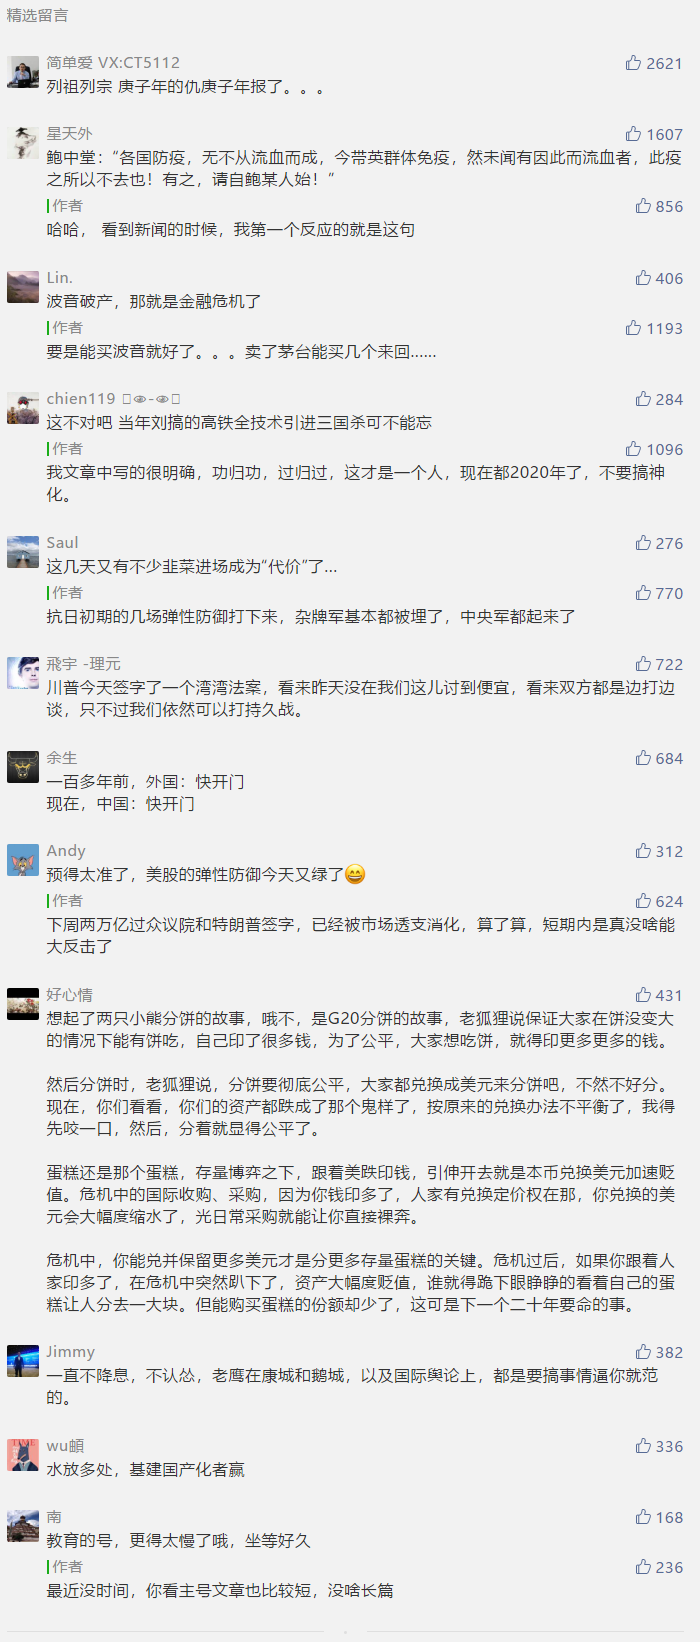 精选留言
简单爱 VX:CT5112
2621
列祖列宗 庚子年的仇庚子年报了。。。
星天外
1607
鲍中堂：“各国防疫，无不从流血而成，今带英群体免疫，然未闻有因此而流血者，此疫
之所以不去也！有之，请自鲍某人始！”
作者
856
哈哈， 看到新闻的时候，我第一个反应的就是这句
Lin.
406
波音破产，那就是金融危机了
作者
1193
要是能买波音就好了。。。卖了茅台能买几个来回......
chien119
284
这不对吧 当年刘搞的高铁全技术引进三国杀可不能忘
作者
1096
我文章中写的很明确，功归功，过归过，这才是一个人，现在都2020年了，不要搞神
化。
Saul
276
这几天又有不少韭菜进场成为“代价”了...
作者
770
抗日初期的几场弹性防御打下来，杂牌军基本都被埋了，中央军都起来了
飛宇 -理元
722
川普今天签字了一个湾湾法案，看来昨天没在我们这儿讨到便宜，看来双方都是边打边
谈，只不过我们依然可以打持久战。
余生
684
一百多年前，外国：快开门
现在，中国：快开门
Andy
312
预得太准了，美股的弹性防御今天又绿了😄
作者
624
下周两万亿过众议院和特朗普签字，已经被市场透支消化，算了算，短期内是真没啥能
大反击了
好心情
431
想起了两只小熊分饼的故事，哦不，是G20分饼的故事，老狐狸说保证大家在饼没变大
的情况下能有饼吃，自己印了很多钱，为了公平，大家想吃饼，就得印更多更多的钱。
然后分饼时，老狐狸说，分饼要彻底公平，大家都兑换成美元来分饼吧，不然不好分。
现在，你们看看，你们的资产都跌成了那个鬼样了，按原来的兑换办法不平衡了，我得
先咬一口，然后，分着就显得公平了。
蛋糕还是那个蛋糕，存量博弈之下，跟着美跌印钱，引伸开去就是本币兑换美元加速贬
值。危机中的国际收购、采购，因为你钱印多了，人家有兑换定价权在那，你兑换的美
元会大幅度缩水了，光日常采购就能让你直接裸奔。
危机中，你能兑并保留更多美元才是分更多存量蛋糕的关键。危机过后，如果你跟着人
家印多了，在危机中突然趴下了，资产大幅度贬值，谁就得跪下眼睁睁的看着自己的蛋
糕让人分去一大块。但能购买蛋糕的份额却少了，这可是下一个二十年要命的事。
Jimmy
382
一直不降息，不认怂，老鹰在康城和鹅城，以及国际舆论上，都是要搞事情逼你就范
的。
wu頔
336
水放多处，基建国产化者赢
南
168
教育的号，更得太慢了哦，坐等好久
作者
236
最近没时间，你看主号文章也比较短，没啥长篇